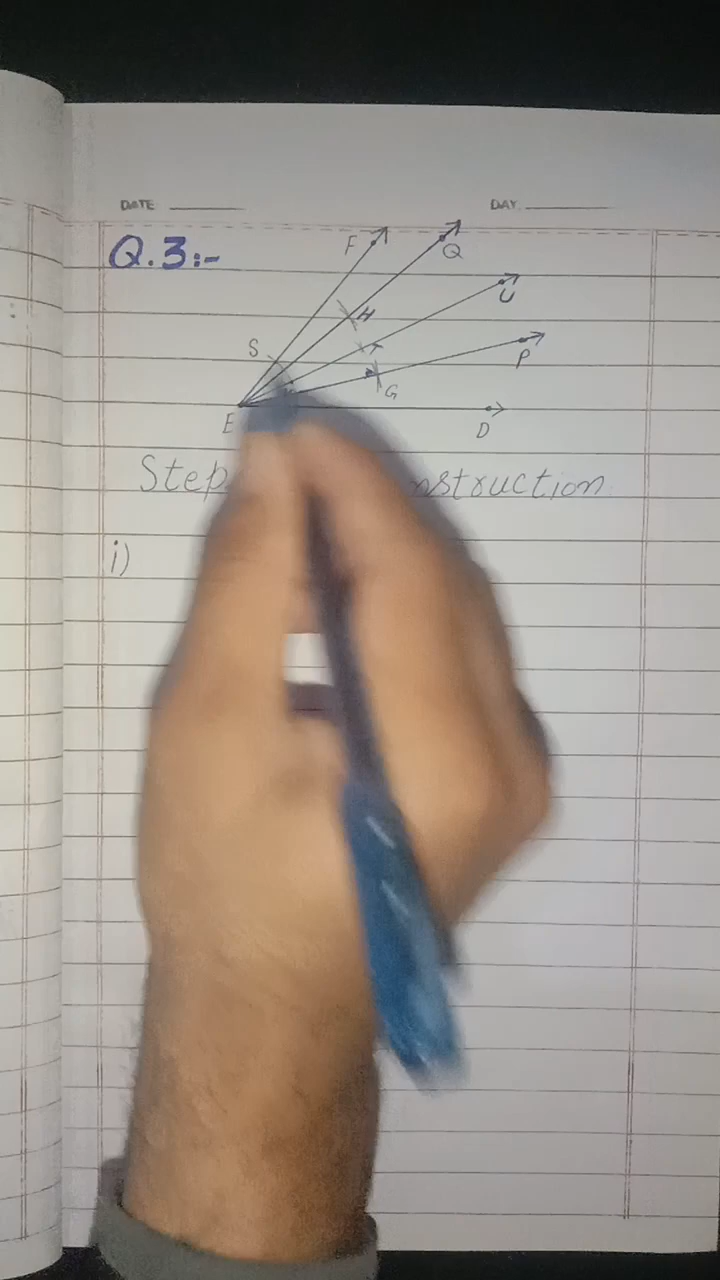 DATE DAY
Q.3:-
F Q
U
H
S
P
G
E D
Step nstruction
i)